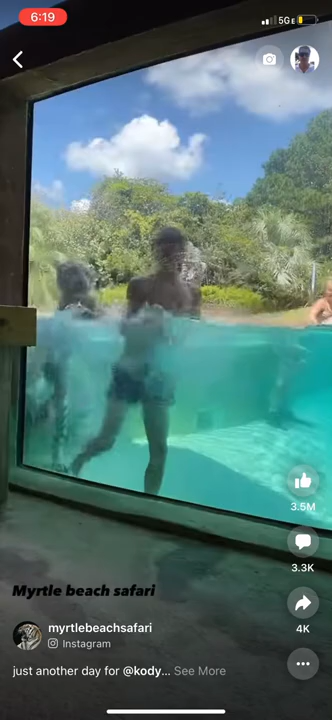 6:19
5GE
Myrtle beach safari
myrtlebeachsafari
Instagram
just another day for @kody... See More
3.5M
3.3K
4K